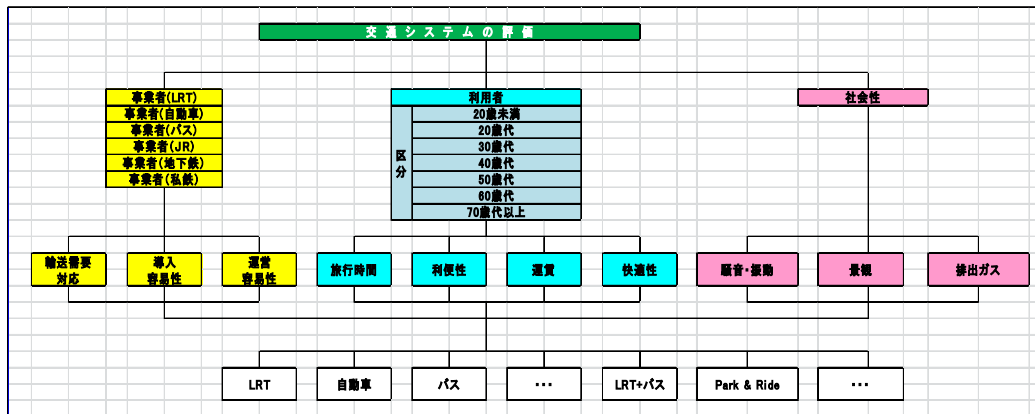 交通システムの評価
事業者(LRT)
事業者(自動車)
事業者(バス)
事業者(JR)
事業者(地下鉄)
事業者(私鉄)
利用者
区分
20歳未満
20歳代
30歳代
40歳代
50歳代
60歳代
70歳代以上
社会性
輸送需要
対応
導入
容易性
運営
容易性
旅行時間
利便性
運賃
快適性
騒音・振動
景観
排出ガス
LRT
自動車
バス
･･･
LRT+バス
Park & Ride
･･･